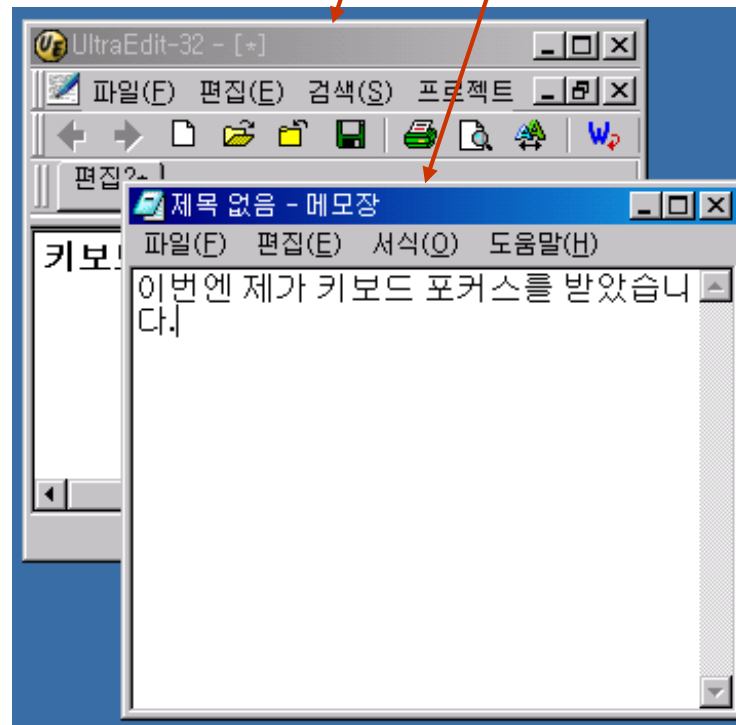 UltraEdit-32 - [*]
파일(F) 편집(E) 검색(S) 프로젝트
편집2*
키보
제목 없음 - 메모장
파일(F) 편집(E) 서식(O) 도움말(H)
이번엔 제가 키보드 포커스를 받았습니
다.